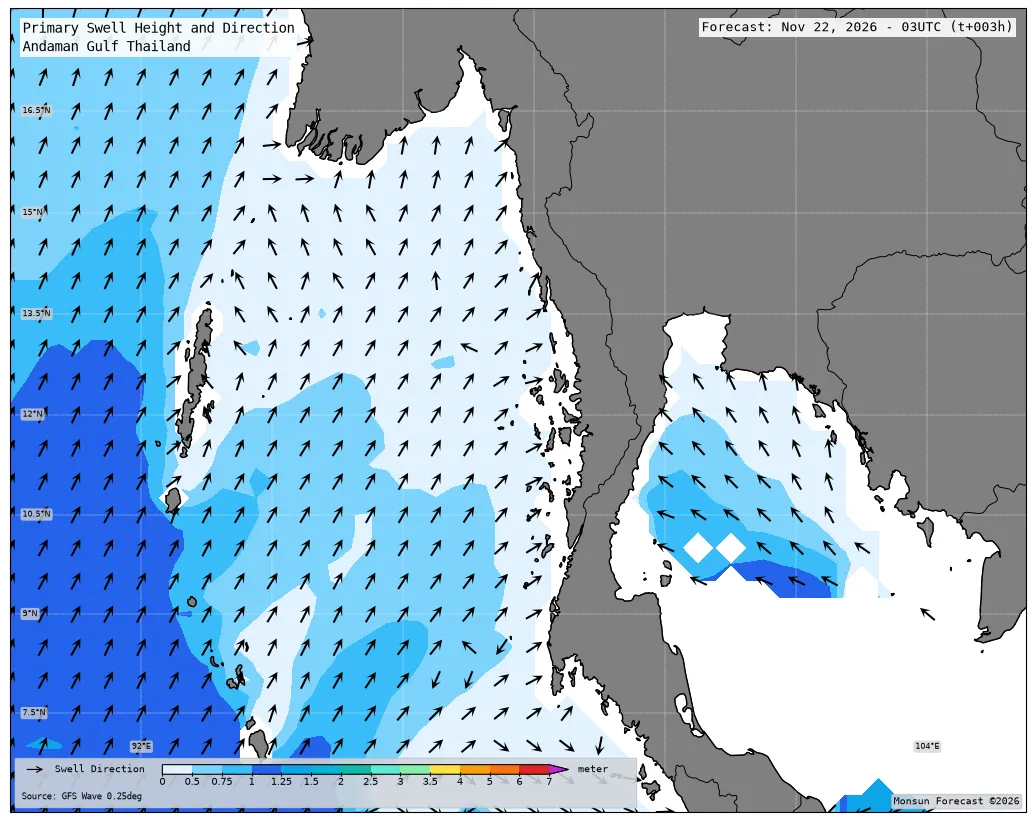 Primary Swell Height and Direction
Andaman Gulf Thailand
Forecast: Nov 22, 2026 - 03UTC (t+003h)
16.5°N
15°N
13.5°N
12°N
10.5°N
9°N
7.5°N
92°E
104°E
Swell Direction
0 0.5 0.75 1 1.25 1.5 2 2.5 3 3.5 4 5 6 7 meter
Source: GFS Wave 0.25deg
Monsun Forecast ©2026